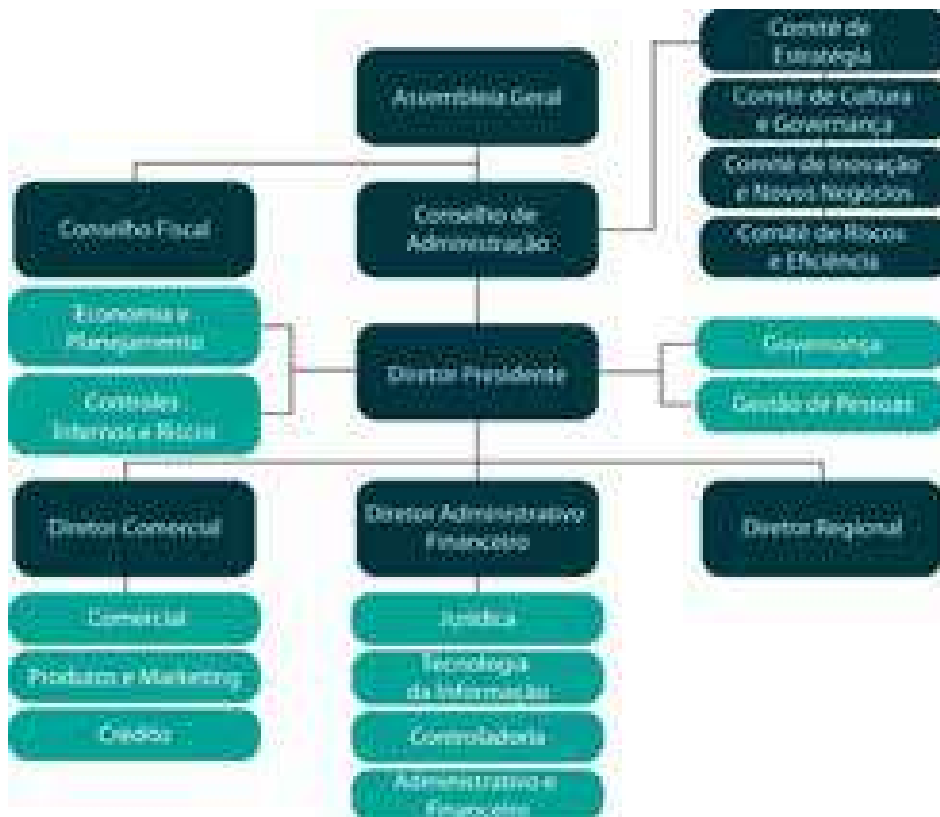 Comitê de
Estratégia
Assembleia Geral
Comitê de Cultura
e Governança
Comitê de Inovação
e Novos Negócios
Conselho Fiscal
Conselho de
Administração
Comitê de Riscos
e Eficiência
Economia e
Planejamento
Diretor Presidente
Governança
Controles
Internos e Riscos
Gestão de Pessoas
Diretor Comercial
Diretor Administrativo
Financeiro
Diretor Regional
Comercial
Jurídica
Produtos e Marketing
Tecnologia
da Informação
Crédito
Controladoria
Administrativo e
Financeiro